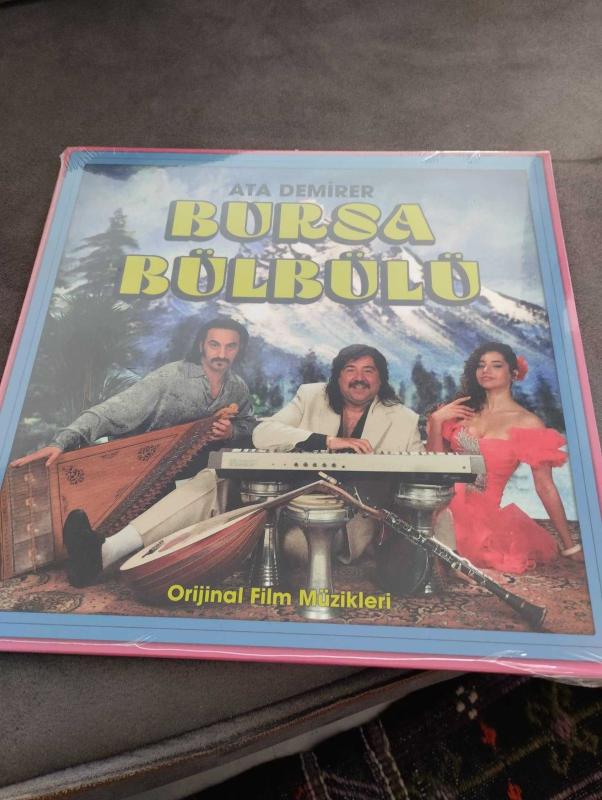 ATA DEMİRER
BURSA
BÜLBÜLÜ
Orijinal Film Müzikleri